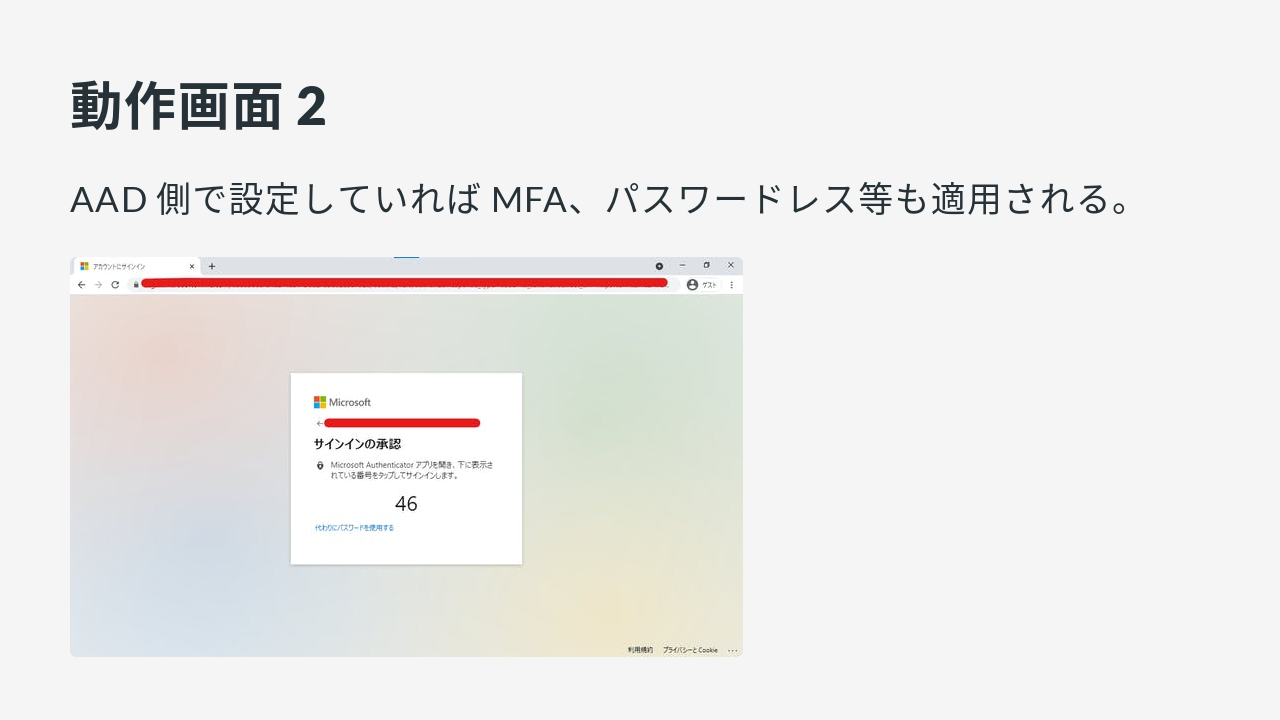 動作画面 2
AAD 側で設定していれば MFA、パスワードレス等も適用される。
アカウントにサインイン
ゲスト
Microsoft
サインインの承認
Microsoft Authenticator アプリを開き、下に表示さ
れている番号をタップしてサインインします。
46
代わりにパスワードを使用する
利用規約 プライバシーと Cookie ...